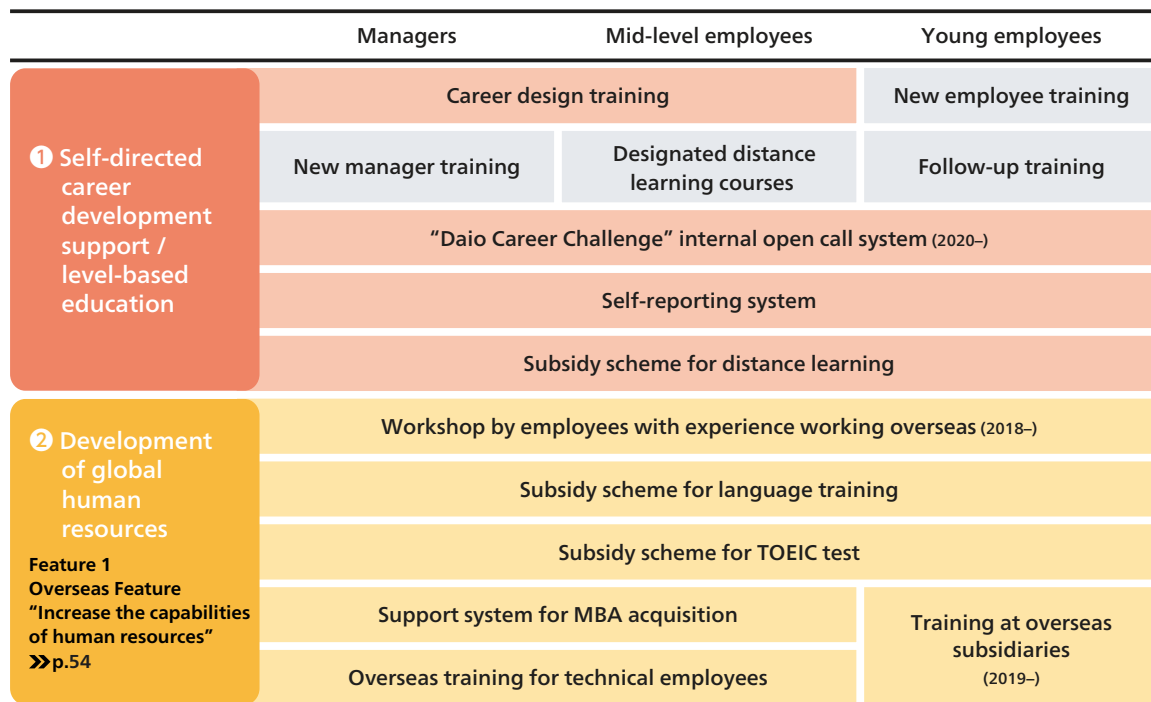 Managers
Mid-level employees
Young employees
❶ Self-directed
career
development
support /
level-based
education
Career design training
New employee training
New manager training
Designated distance
learning courses
Follow-up training
“Daio Career Challenge” internal open call system (2020–)
Self-reporting system
Subsidy scheme for distance learning
❷ Development
of global
human
resources
Feature 1
Overseas Feature
“Increase the capabilities
of human resources”
»p.54
Workshop by employees with experience working overseas (2018–)
Subsidy scheme for language training
Subsidy scheme for TOEIC test
Support system for MBA acquisition
Overseas training for technical employees
Training at overseas
subsidiaries
(2019–)